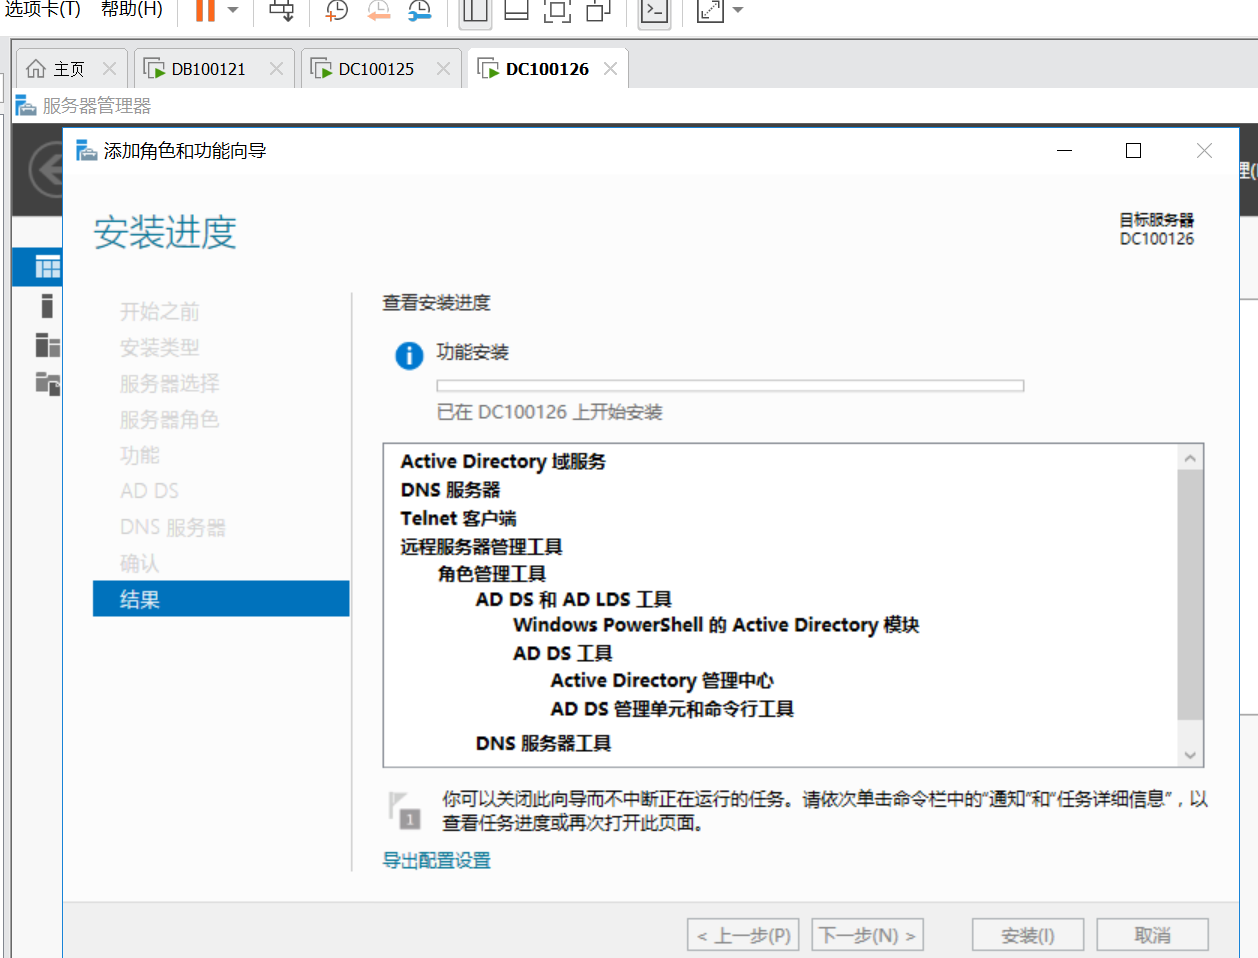 选项卡(T) 帮助(H)
主页 DB100121 DC100125 DC100126
服务器管理器
添加角色和功能向导
理(
安装进度
目标服务器
DC100126
开始之前
安装类型
服务器选择
服务器角色
功能
AD DS
DNS 服务器
确认
结果
查看安装进度
功能安装
已在 DC100126 上开始安装
Active Directory 域服务
DNS 服务器
Telnet 客户端
远程服务器管理工具
角色管理工具
AD DS 和 AD LDS 工具
Windows PowerShell 的 Active Directory 模块
AD DS 工具
Active Directory 管理中心
AD DS 管理单元和命令行工具
DNS 服务器工具
1
你可以关闭此向导而不中断正在运行的任务。请依次单击命令栏中的“通知”和“任务详细信息”，以
查看任务进度或再次打开此页面。
导出配置设置
< 上一步(P) 下一步(N) > 安装(I) 取消